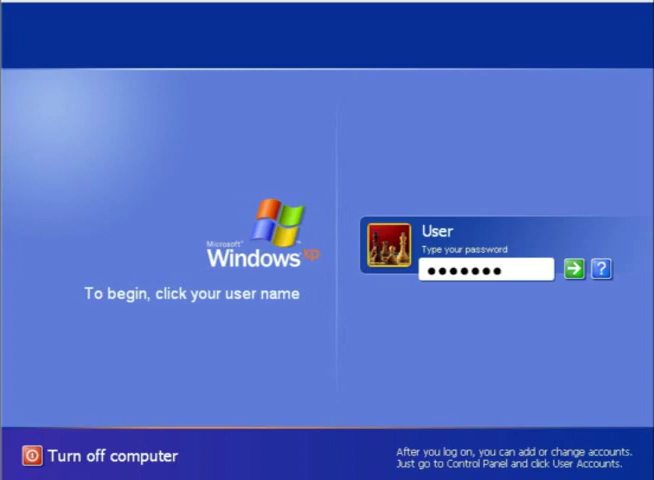 Microsoft®
Windows xp
To begin, click your user name
User
Type your password
●●●●●●●
?
Turn off computer
After you log on, you can add or change accounts.
Just go to Control Panel and click User Accounts.